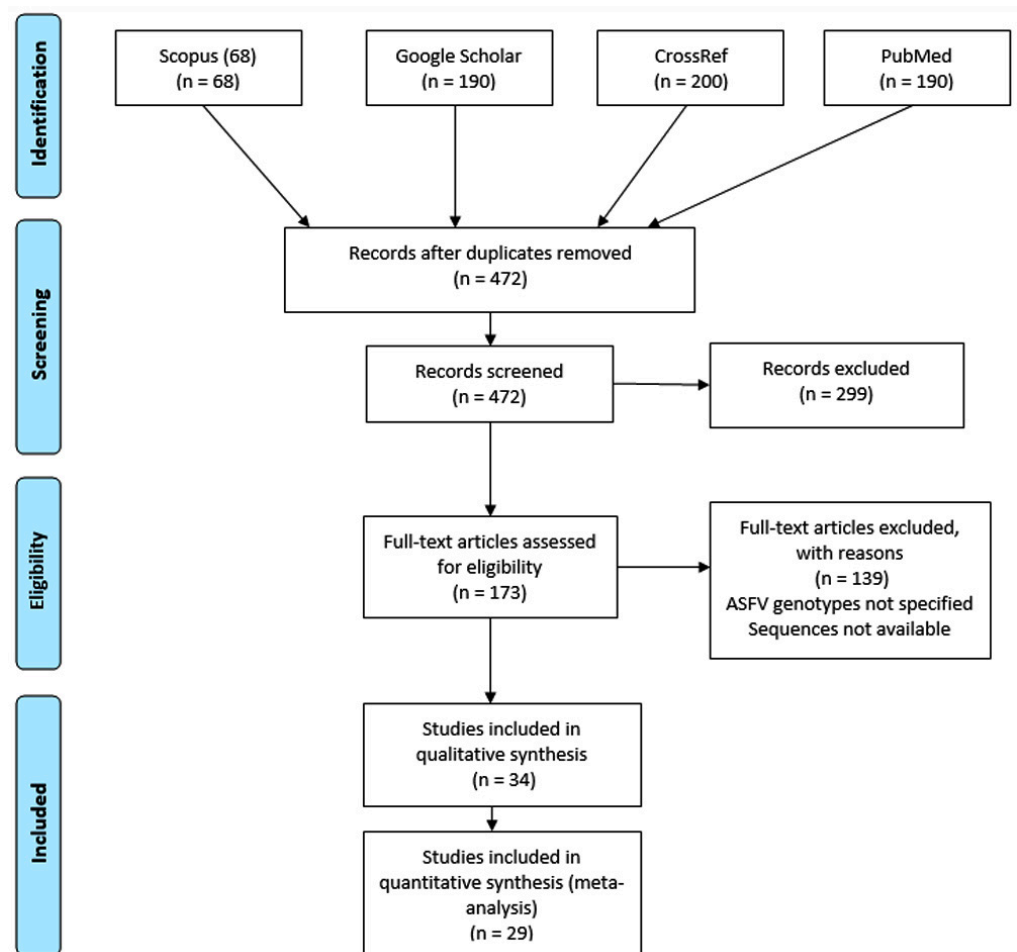 Identification
Scopus (68)
(n = 68)
Google Scholar
(n = 190)
CrossRef
(n = 200)
PubMed
(n = 190)
Screening
Records after duplicates removed
(n = 472)
Records screened
(n = 472)
Records excluded
(n = 299)
Eligibility
Full-text articles assessed
for eligibility
(n = 173)
Full-text articles excluded,
with reasons
(n = 139)
ASFV genotypes not specified
Sequences not available
Included
Studies included in
qualitative synthesis
(n = 34)
Studies included in
quantitative synthesis (meta-
analysis)
(n = 29)